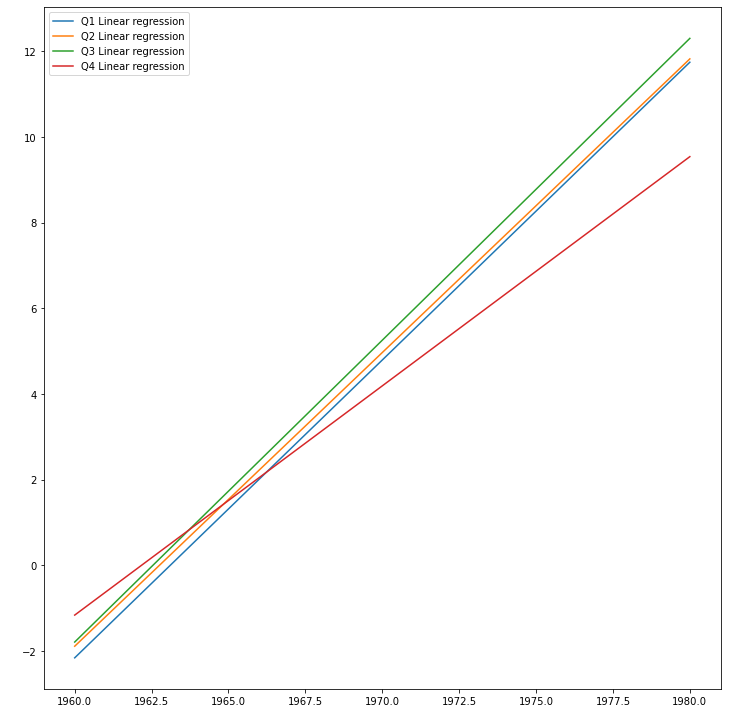 Q1 Linear regression
Q2 Linear regression
Q3 Linear regression
Q4 Linear regression
12
10
8
6
4
2
0
−2
1960.0 1962.5 1965.0 1967.5 1970.0 1972.5 1975.0 1977.5 1980.0